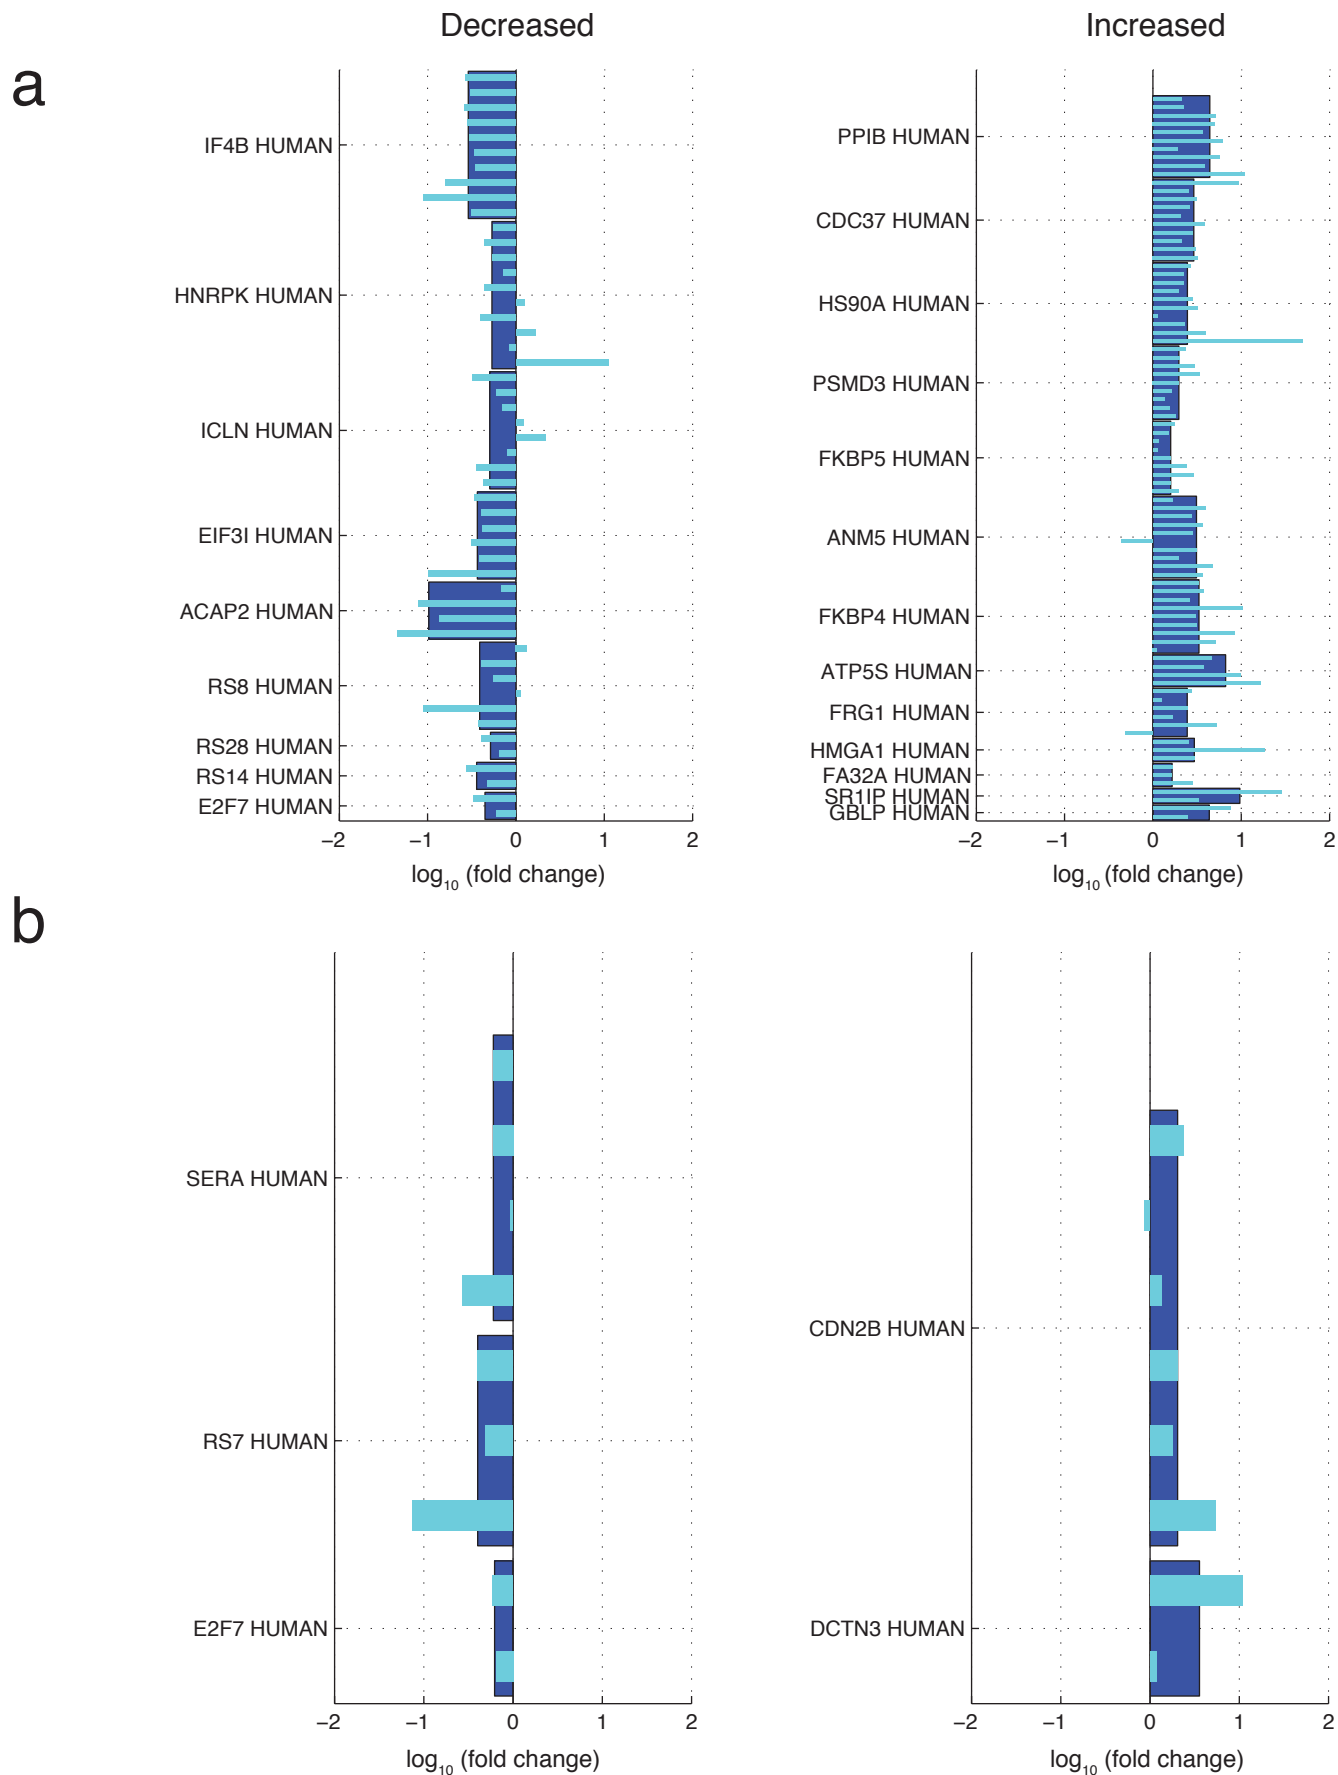 Decreased
Increased
a
IF4B HUMAN
HNRPK HUMAN
ICLN HUMAN
EIF3I HUMAN
ACAP2 HUMAN
RS8 HUMAN
RS28 HUMAN
RS14 HUMAN
E2F7 HUMAN
−2 −1 0 1 2
log10 (fold change)
PPIB HUMAN
CDC37 HUMAN
HS90A HUMAN
PSMD3 HUMAN
FKBP5 HUMAN
ANM5 HUMAN
FKBP4 HUMAN
ATP5S HUMAN
FRG1 HUMAN
HMGA1 HUMAN
FA32A HUMAN
SR1IP HUMAN
GBLP HUMAN
−2 −1 0 1 2
log10 (fold change)
b
SERA HUMAN
RS7 HUMAN
E2F7 HUMAN
−2 −1 0 1 2
log10 (fold change)
CDN2B HUMAN
DCTN3 HUMAN
−2 −1 0 1 2
log10 (fold change)